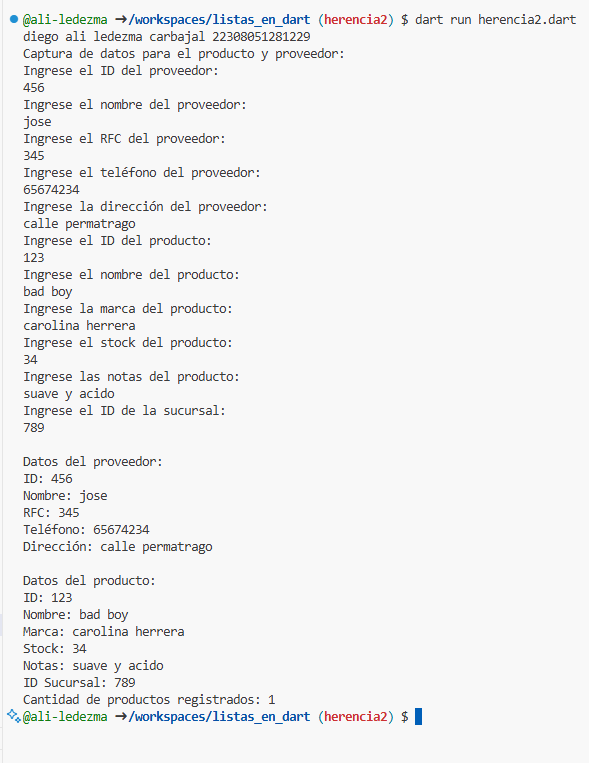 @ali-ledezma ➜/workspaces/listas_en_dart (herencia2) $ dart run herencia2.dart
diego ali ledezma carbajal 22308051281229
Captura de datos para el producto y proveedor:
Ingrese el ID del proveedor:
456
Ingrese el nombre del proveedor:
jose
Ingrese el RFC del proveedor:
345
Ingrese el teléfono del proveedor:
65674234
Ingrese la dirección del proveedor:
calle permatrago
Ingrese el ID del producto:
123
Ingrese el nombre del producto:
bad boy
Ingrese la marca del producto:
carolina herrera
Ingrese el stock del producto:
34
Ingrese las notas del producto:
suave y acido
Ingrese el ID de la sucursal:
789

Datos del proveedor:
ID: 456
Nombre: jose
RFC: 345
Teléfono: 65674234
Dirección: calle permatrago

Datos del producto:
ID: 123
Nombre: bad boy
Marca: carolina herrera
Stock: 34
Notas: suave y acido
ID Sucursal: 789
Cantidad de productos registrados: 1
@ali-ledezma ➜/workspaces/listas_en_dart (herencia2) $